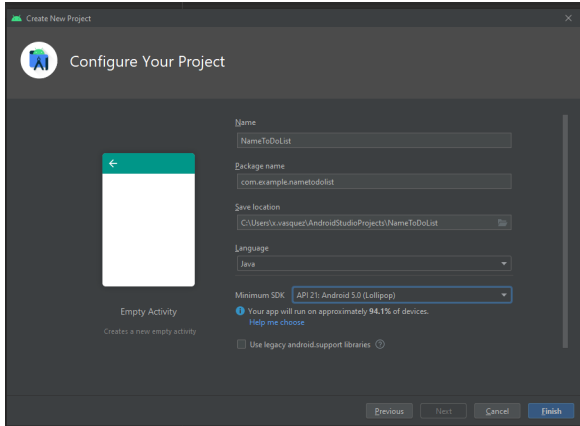 Create New Project
Configure Your Project
Name
NameToDoList
Package name
com.example.nametodolist
Save location
C:\Users\x.vasquez\AndroidStudioProjects\NameToDoList
Language
Java
Minimum SDK API 21: Android 5.0 (Lollipop)
Your app will run on approximately 94.1% of devices.
Help me choose
Use legacy android.support libraries
Empty Activity
Creates a new empty activity
Previous Next Cancel Finish